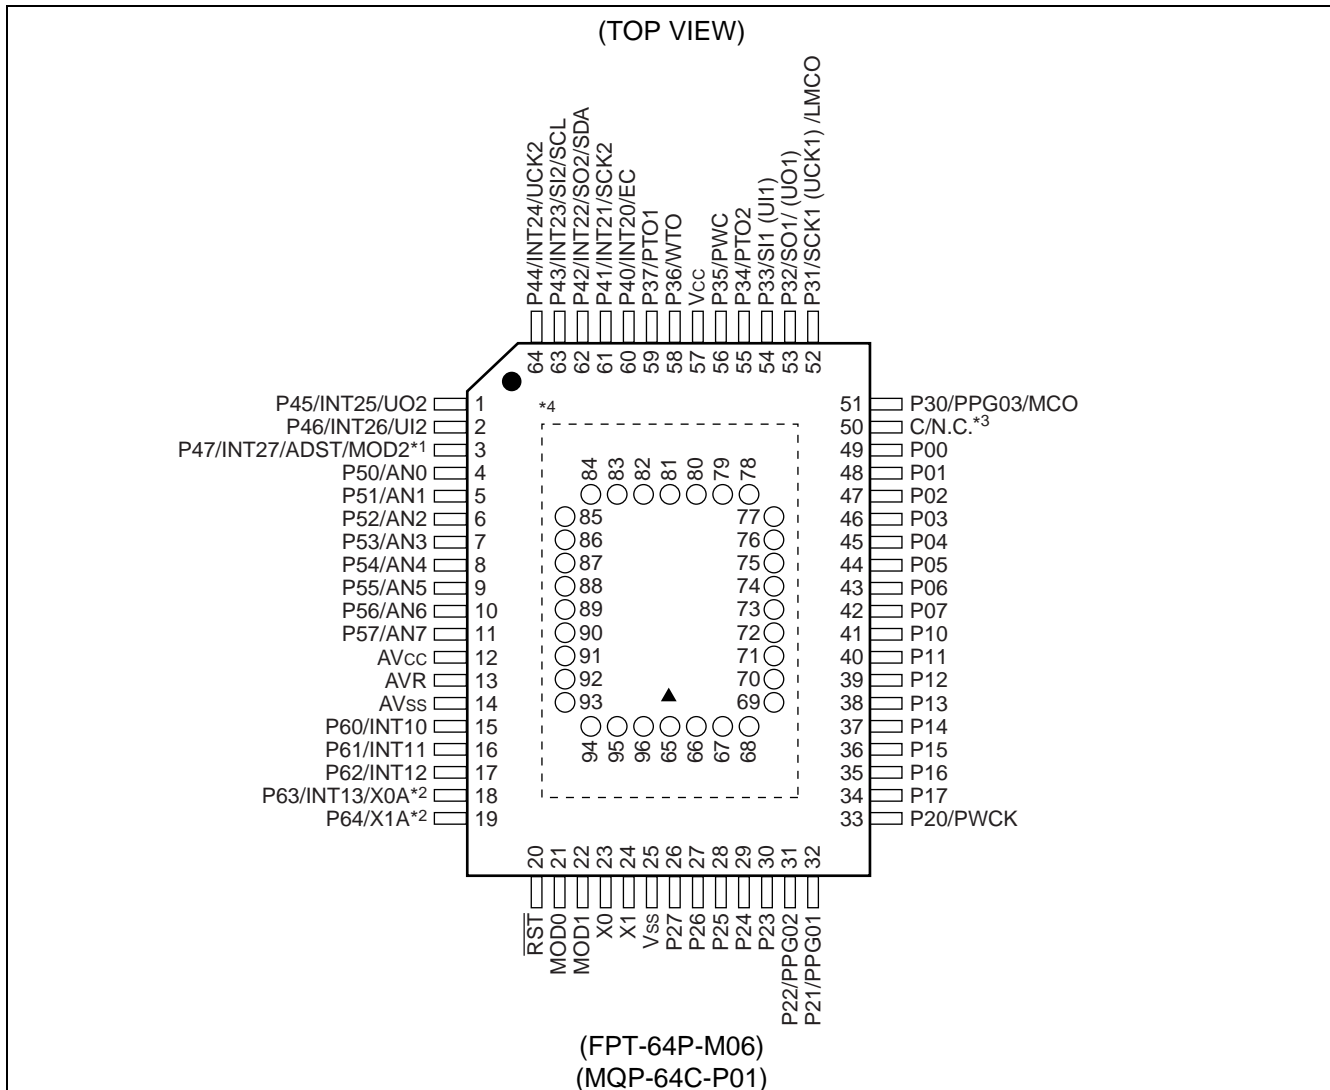 (TOP VIEW)
P44/INT24/UCK2
P43/INT23/SI2/SCL
P42/INT22/SO2/SDA
P41/INT21/SCK2
P40/INT20/EC
P37/PTO1
P36/WTO
Vcc
P35/PWC
P34/PTO2
P33/SI1 (UI1)
P32/SO1/ (UO1)
P31/SCK1 (UCK1) /LMCO
64 63 62 61 60 59 58 57 56 55 54 53 52
P45/INT25/UO2 1
P46/INT26/UI2 2
P47/INT27/ADST/MOD2*1 3
P50/AN0 4
P51/AN1 5
P52/AN2 6
P53/AN3 7
P54/AN4 8
P55/AN5 9
P56/AN6 10
P57/AN7 11
AVcc 12
AVR 13
AVss 14
P60/INT10 15
P61/INT11 16
P62/INT12 17
P63/INT13/X0A*2 18
P64/X1A*2 19
*4
84 83 82 81 80 79 78
85 77
86 76
87 75
88 74
89 73
90 72
91 71
92 70
93 69
94 95 96 65 66 67 68
51 P30/PPG03/MCO
50 C/N.C.*3
49 P00
48 P01
47 P02
46 P03
45 P04
44 P05
43 P06
42 P07
41 P10
40 P11
39 P12
38 P13
37 P14
36 P15
35 P16
34 P17
33 P20/PWCK
20 21 22 23 24 25 26 27 28 29 30 31 32
RST
MOD0
MOD1
X0
X1
Vss
P27
P26
P25
P24
P23
P22/PPG02
P21/PPG01
(FPT-64P-M06)
(MQP-64C-P01)